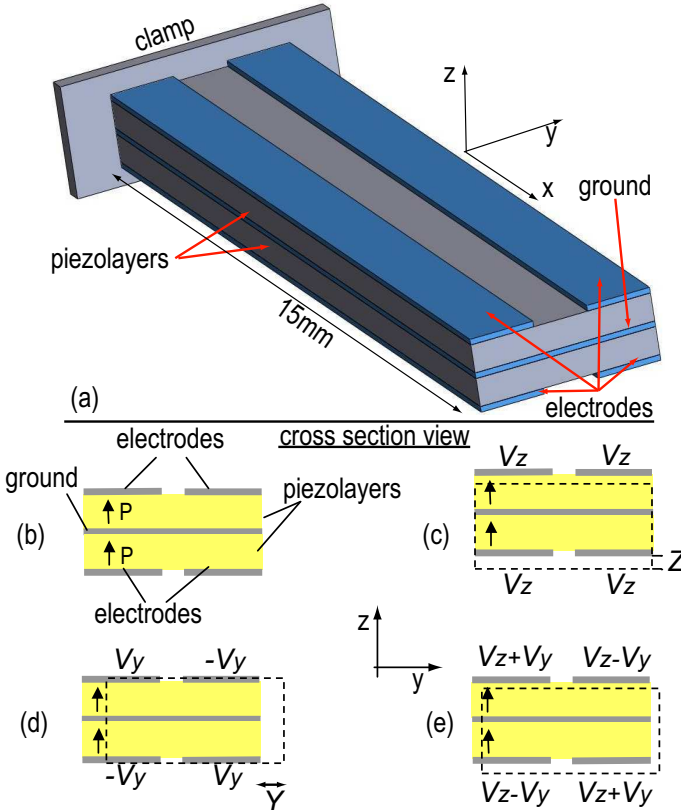 clamp
z
y
x
ground
piezolayers
15mm
electrodes
(a)
cross section view
electrodes
ground
piezolayers
P
P
(b)
electrodes
Vz Vz
(c)
Z
Vz Vz
z
y
Vy -Vy
(d)
-Vy Vy
Y
Vz+Vy Vz-Vy
(e)
Vz-Vy Vz+Vy